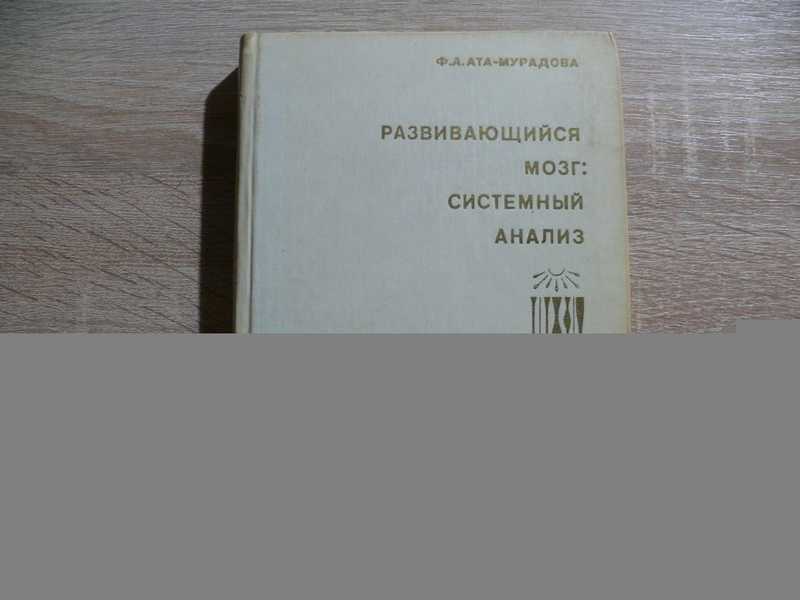 Ф.А.АТА-МУРАДОВА
РАЗВИВАЮЩИЙСЯ
МОЗГ:
СИСТЕМНЫЙ
АНАЛИЗ